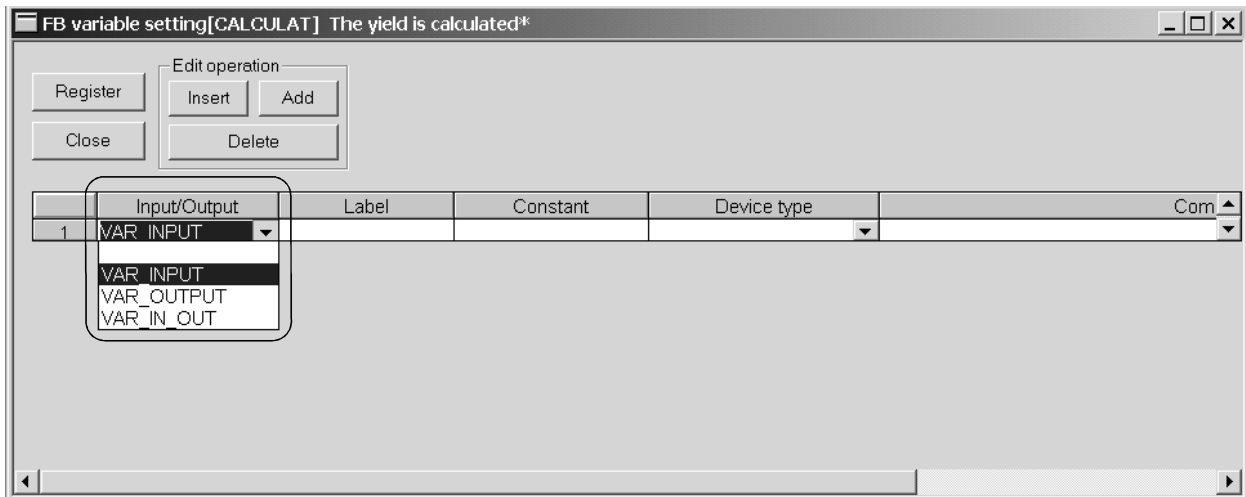 FB variable setting[CALCULAT] The yield is calculated*
Edit operation
Register
Insert
Add
Close
Delete
Input/Output
Label
Constant
Device type
Com
1
VAR_INPUT
VAR_INPUT
VAR_OUTPUT
VAR_IN_OUT